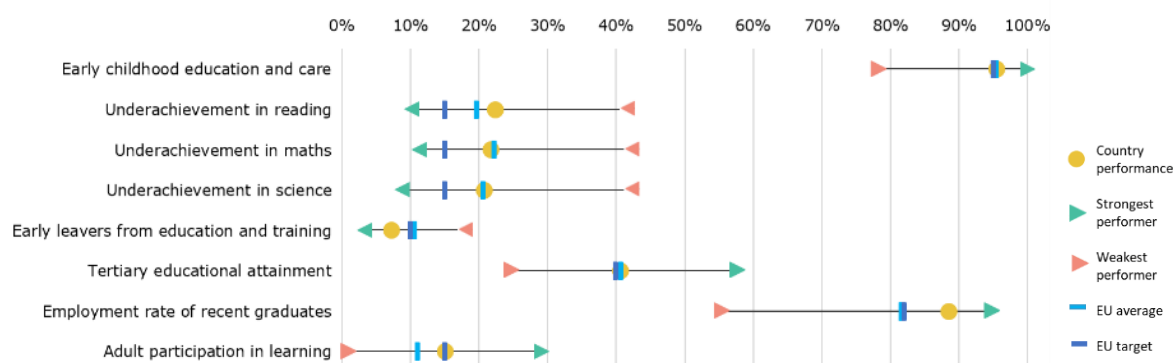 0% 10% 20% 30% 40% 50% 60% 70% 80% 90% 100%
Early childhood education and care
Underachievement in reading
Underachievement in maths
Underachievement in science
Early leavers from education and training
Tertiary educational attainment
Employment rate of recent graduates
Adult participation in learning
Country
performance
Strongest
performer
Weakest
performer
EU average
EU target